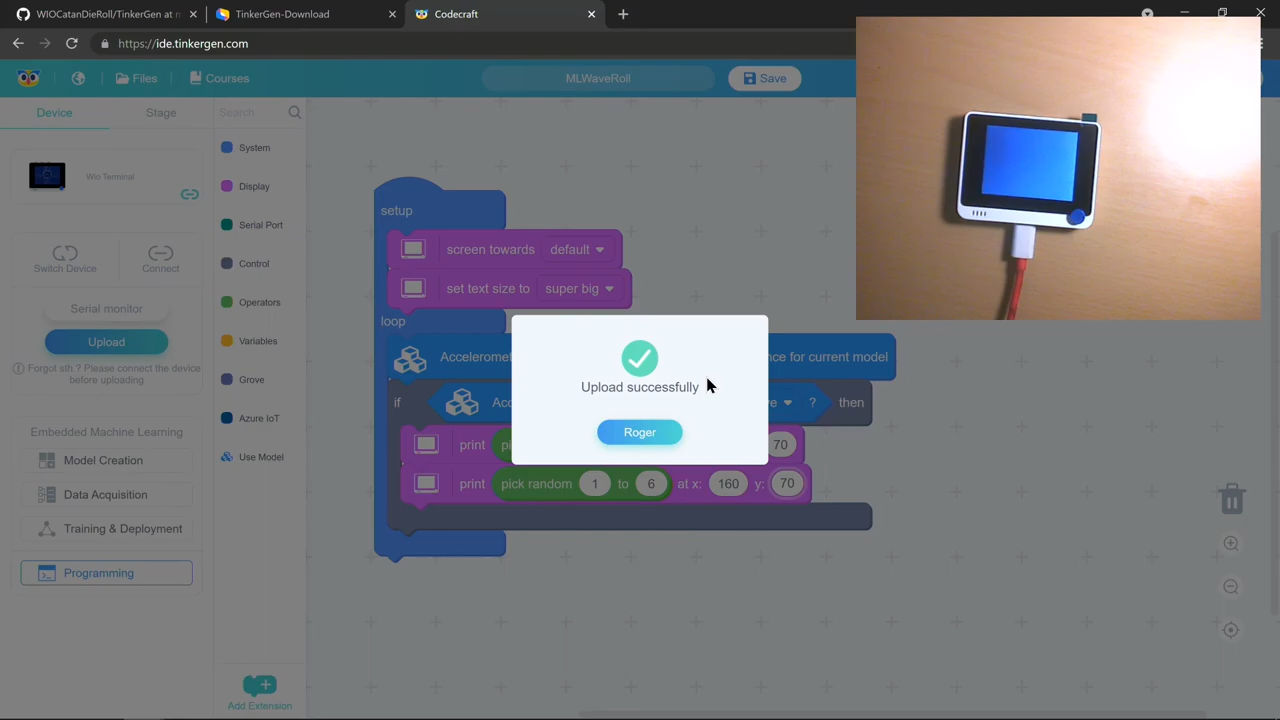 WIOCatanDieRoll/TinkerGen at m
TinkerGen-Download
Codecraft
https://ide.tinkergen.com
Files
Courses
MLWaveRoll
Save
Device
Stage
Search
Wio Terminal
Switch Device
Connect
Serial monitor
Upload
Forgot sth.? Please connect the device
before uploading
Embedded Machine Learning
Model Creation
Data Acquisition
Training & Deployment
Programming
System
Display
Serial Port
Control
Operators
Variables
Grove
Azure IoT
Use Model
Add Extension
setup
screen towards default
set text size to super big
loop
Acceleromet nce for current model
if Acc ve ? then
print pi 70
print pick random 1 to 6 at x: 160 y: 70
Upload successfully
Roger